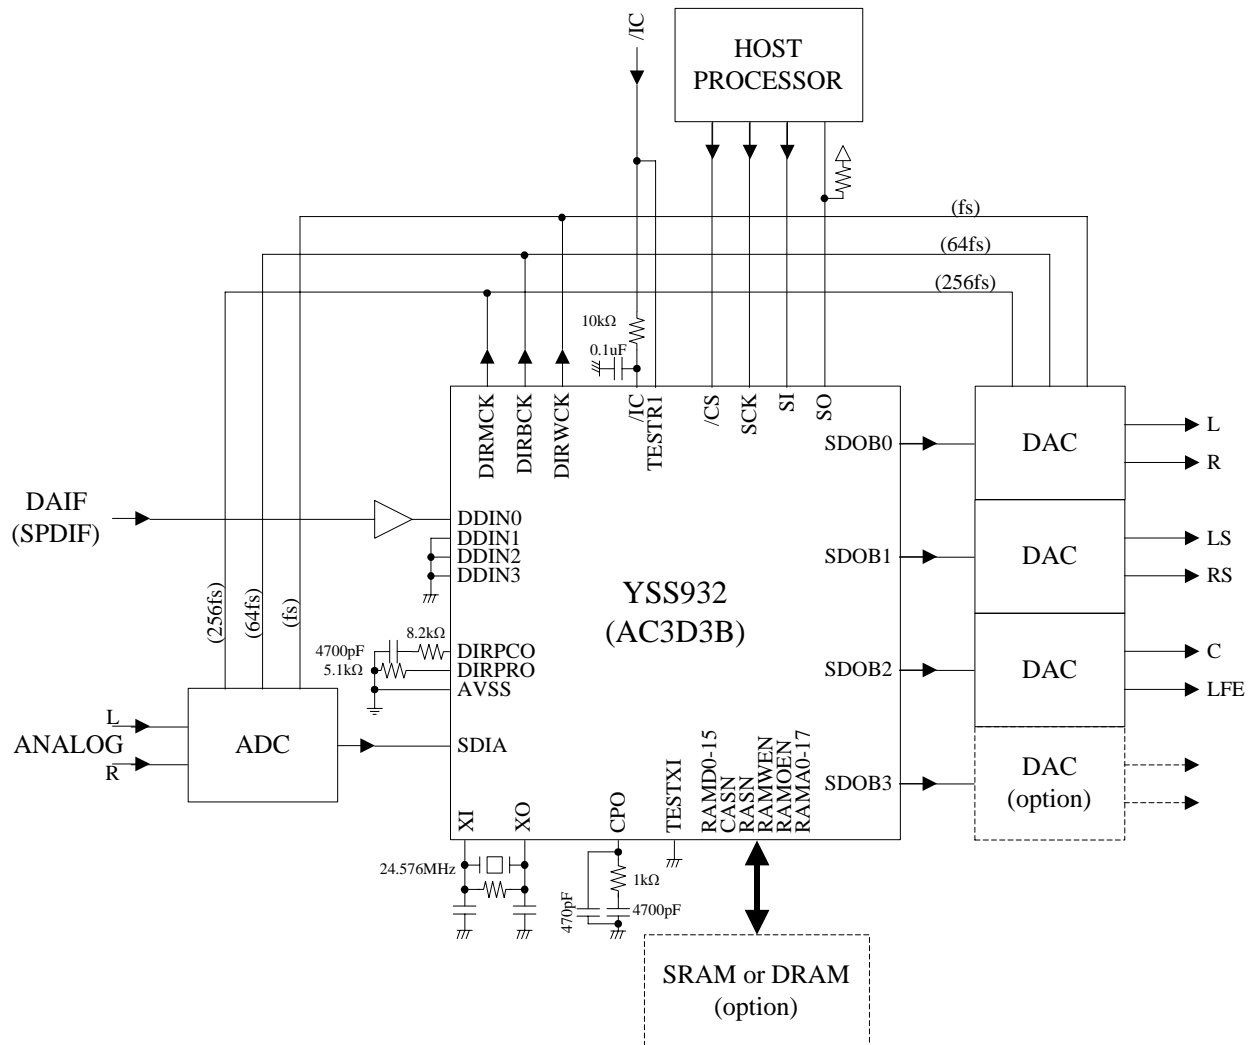 /IC
HOST
PROCESSOR
(fs)
(64fs)
(256fs)
10kΩ
0.1uF
DIRMCK
DIRBCK
DIRWCK
/IC
TESTR1
/CS
SCK
SI
SO
SDOB0
DAC
L
R
DAIF
(SPDIF)
DDIN0
DDIN1
DDIN2
DDIN3
SDOB1
DAC
LS
RS
YSS932
(AC3D3B)
(256fs)
(64fs)
(fs)
8.2kΩ
4700pF
5.1kΩ
DIRPCO
DIRPRO
AVSS
SDOB2
DAC
C
LFE
L
ANALOG
R
ADC
SDIA
SDOB3
DAC
(option)
XI
XO
CPO
TESTXI
RAMD0-15
CASN
RASN
RAMWEN
RAMOEN
RAMA0-17
24.576MHz
1kΩ
470pF
4700pF
SRAM or DRAM
(option)